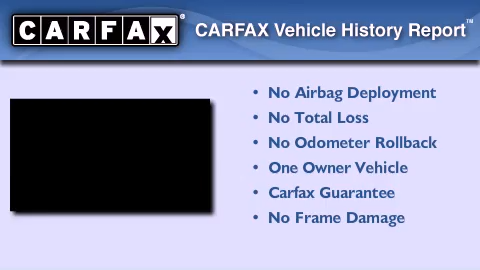 CARFAX® CARFAX Vehicle History Report™
• No Airbag Deployment
• No Total Loss
• No Odometer Rollback
• One Owner Vehicle
• Carfax Guarantee
• No Frame Damage